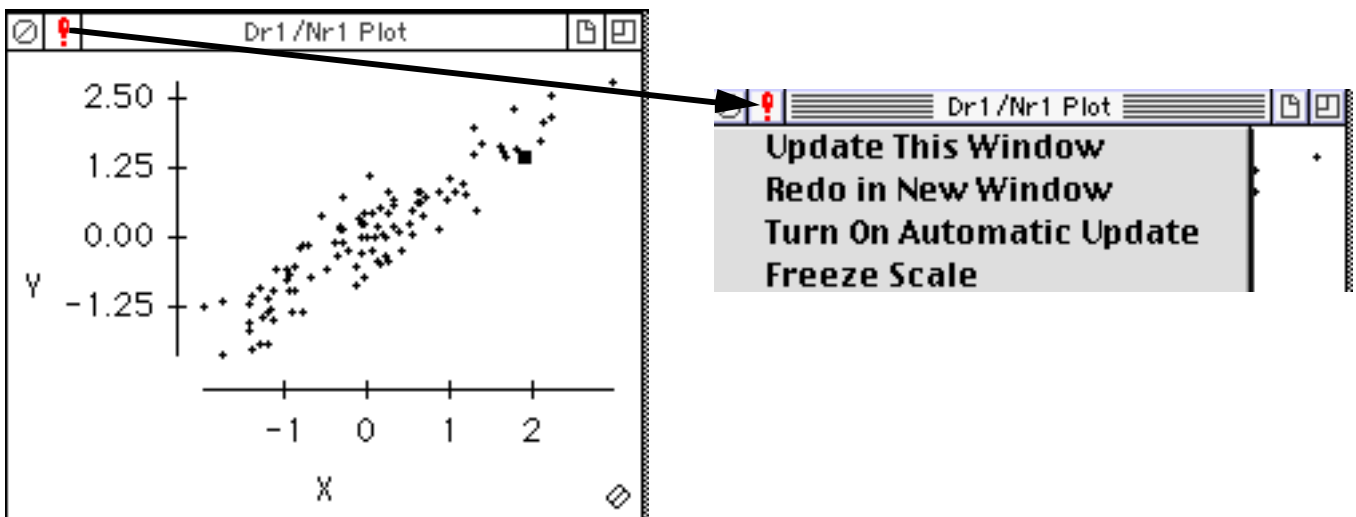 Dr1/Nr1 Plot
2.50
1.25
0.00
Y
-1.25
-1 0 1 2
X
Dr1/Nr1 Plot
Update This Window
Redo in New Window
Turn On Automatic Update
Freeze Scale